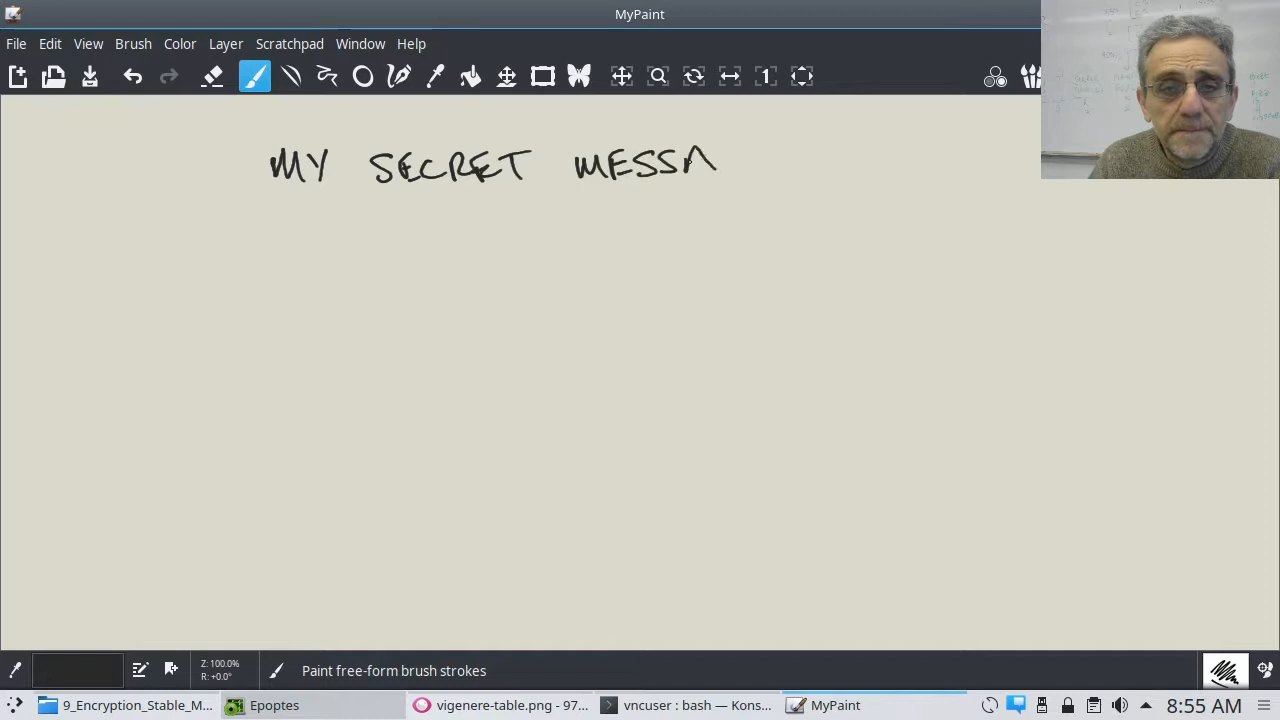 MyPaint
File Edit View Brush Color Layer Scratchpad Window Help
MY SECRET MESSA
Z: 100.0%
R: +0.0°
Paint free-form brush strokes
9_Encryption_Stable_M... Epoptes vigenere-table.png - 97... vncuser : bash — Kons... MyPaint 8:55 AM